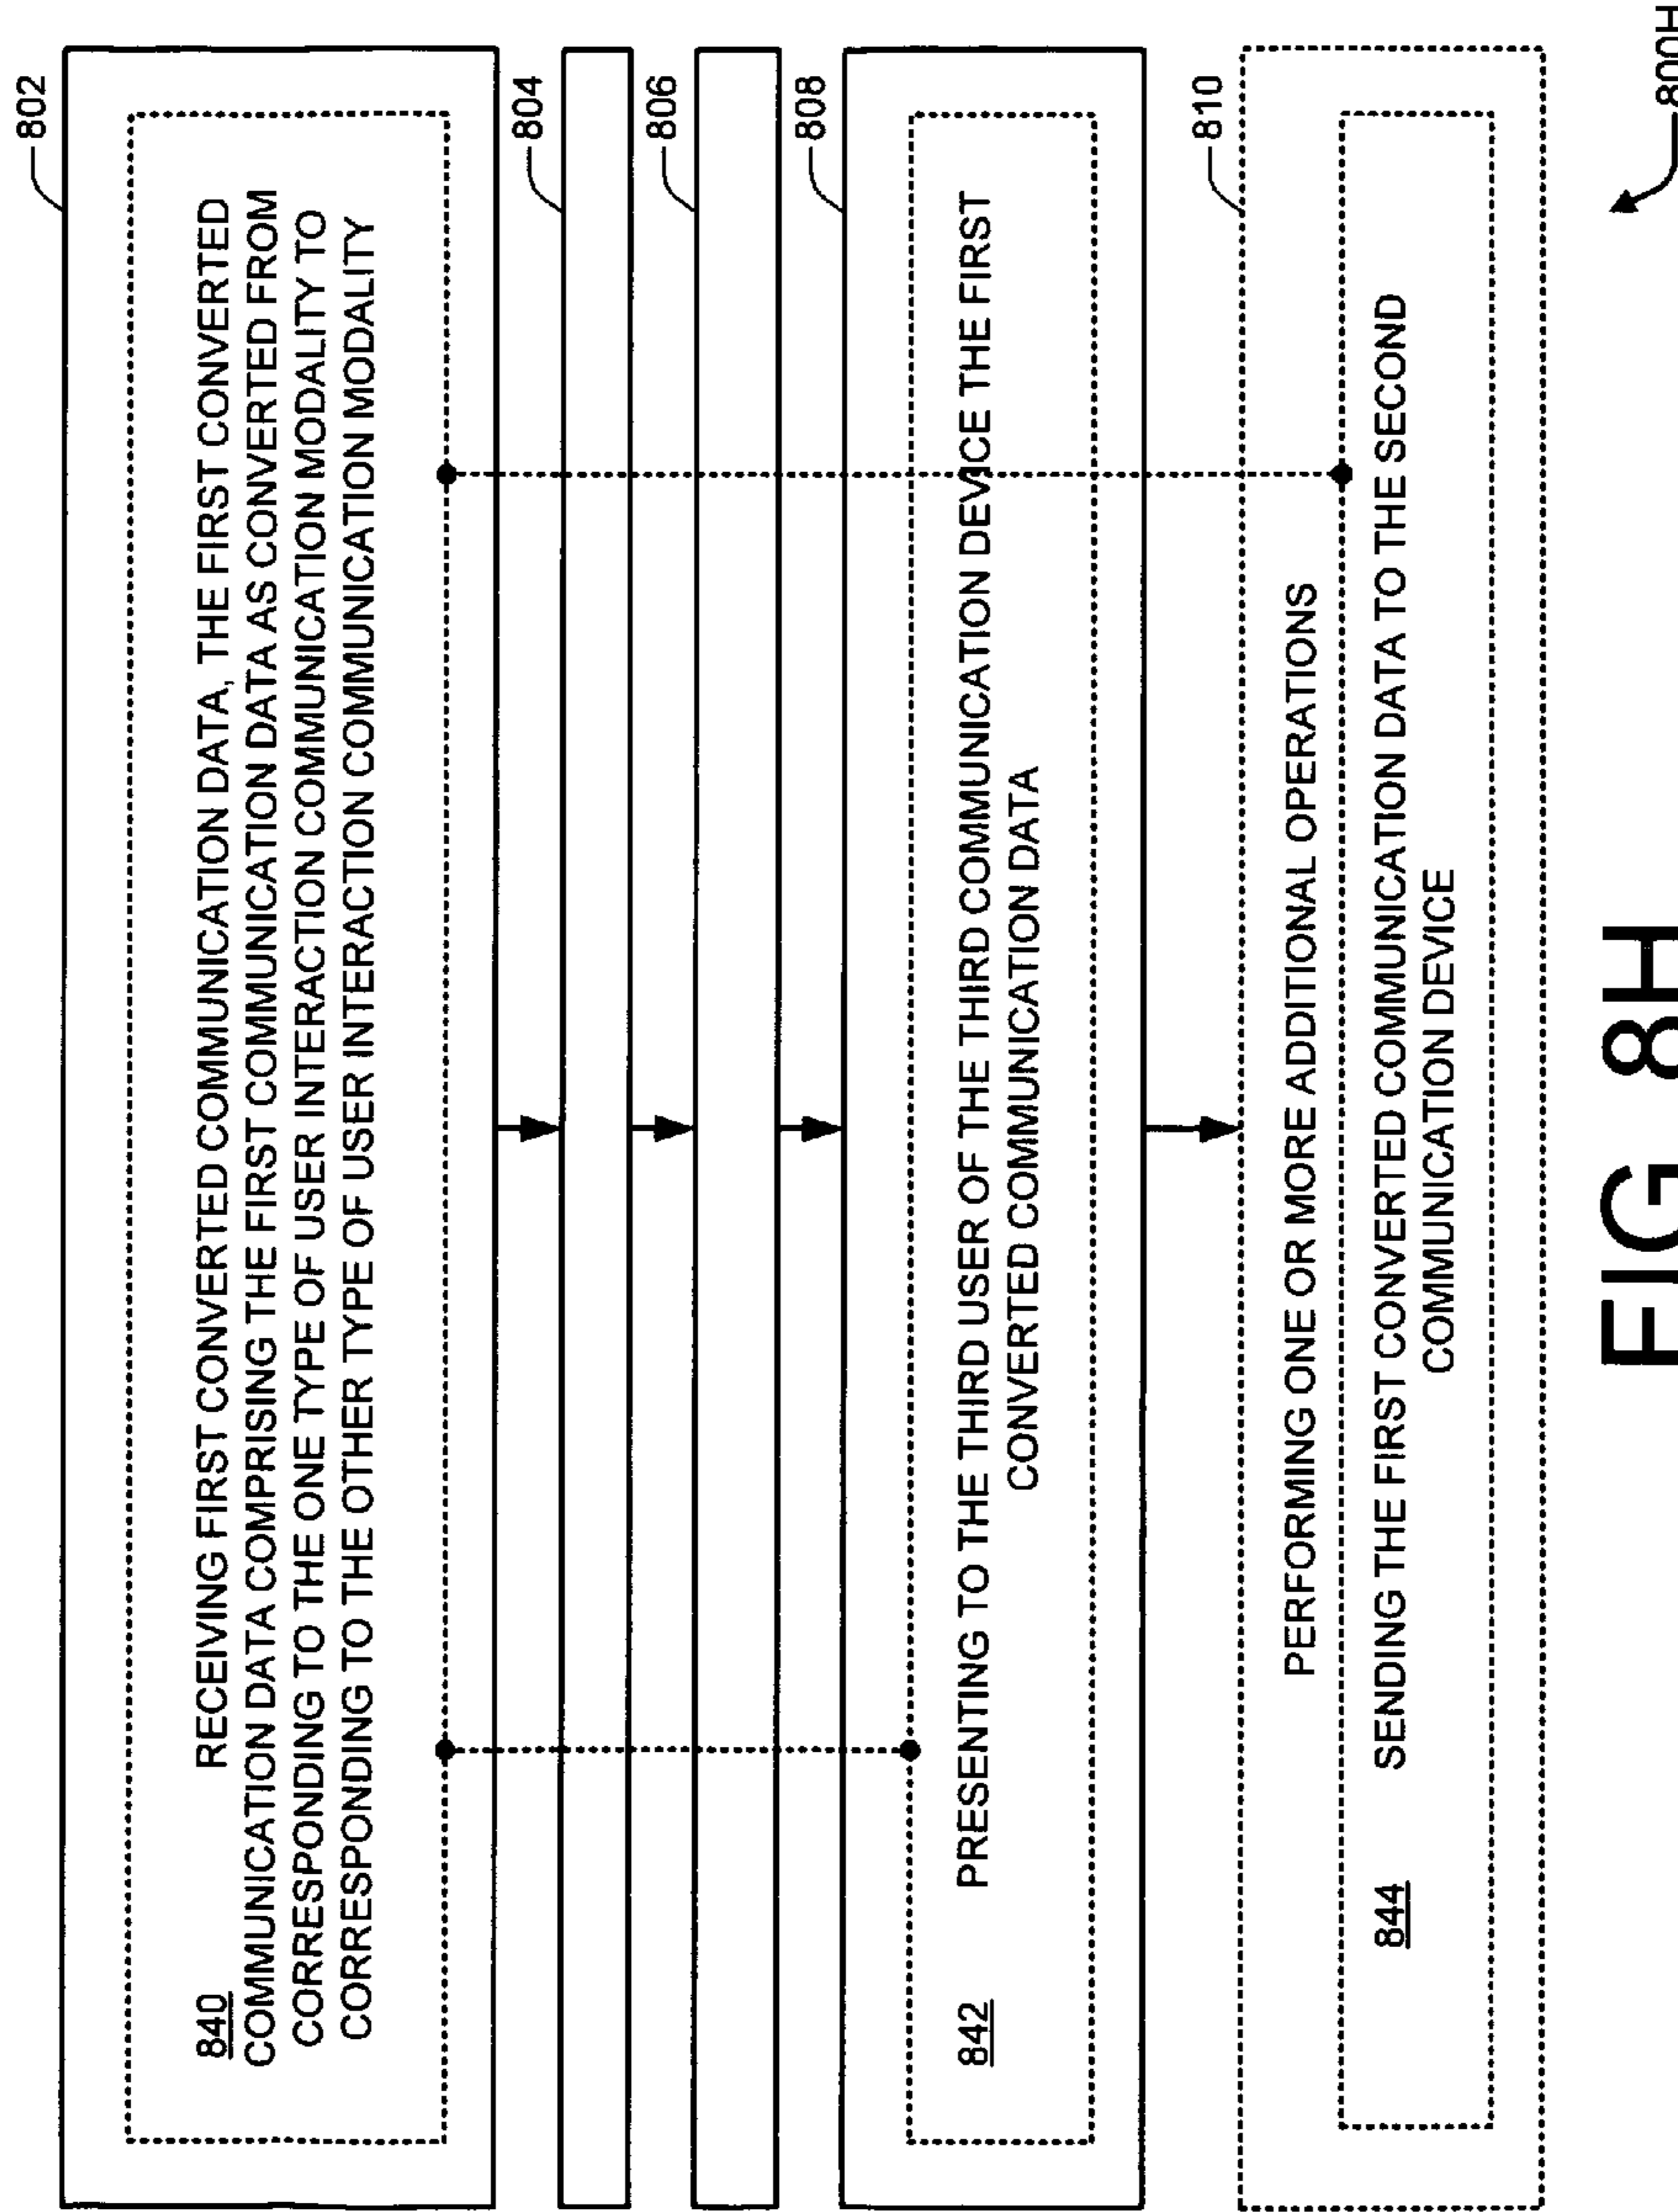 802
840 RECEIVING FIRST CONVERTED COMMUNICATION DATA, THE FIRST CONVERTED
COMMUNICATION DATA COMPRISING THE FIRST COMMUNICATION DATA AS CONVERTED FROM
CORRESPONDING TO THE ONE TYPE OF USER INTERACTION COMMUNICATION MODALITY TO
CORRESPONDING TO THE OTHER TYPE OF USER INTERACTION COMMUNICATION MODALITY
804
806
808
842 PRESENTING TO THE THIRD USER OF THE THIRD COMMUNICATION DEVICE THE FIRST
CONVERTED COMMUNICATION DATA
810
PERFORMING ONE OR MORE ADDITIONAL OPERATIONS
844 SENDING THE FIRST CONVERTED COMMUNICATION DATA TO THE SECOND
COMMUNICATION DEVICE
800H
FIG 8H